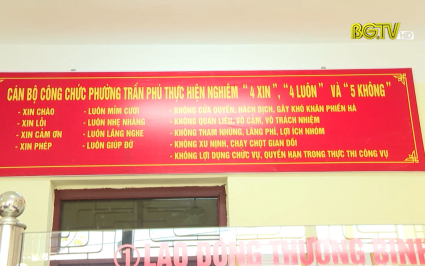 BGTV HD
CÁN BỘ CÔNG CHỨC PHƯỜNG TRẦN PHÚ THỰC HIỆN NGHIÊM "4 XIN", "4 LUÔN" VÀ "5 KHÔNG"
- XIN CHÀO
- XIN LỖI
- XIN CẢM ƠN
- XIN PHÉP
- LUÔN MỈM CƯỜI
- LUÔN NHẸ NHÀNG
- LUÔN LẮNG NGHE
- LUÔN GIÚP ĐỠ
- KHÔNG CỬA QUYỀN, HÁCH DỊCH, GÂY KHÓ KHĂN PHIỀN HÀ
- KHÔNG QUAN LIÊU, VÔ CẢM, VÔ TRÁCH NHIỆM
- KHÔNG THAM NHŨNG, LÃNG PHÍ, LỢI ÍCH NHÓM
- KHÔNG XU NỊNH, CHẠY CHỌT GIAN DỐI
- KHÔNG LỢI DỤNG CHỨC VỤ, QUYỀN HẠN TRONG THỰC THI CÔNG VỤ
1 LAO ĐỘNG THƯƠNG BINH